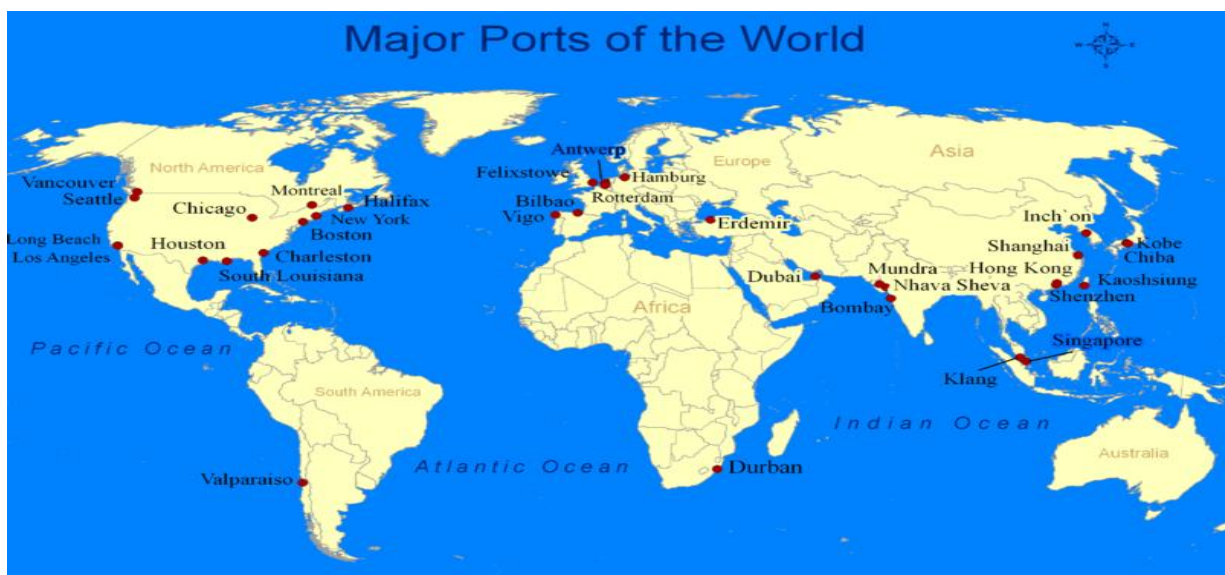 Major Ports of the World
N
W
E
S
North America
Europe
Asia
Antwerp
Felixstowe
Hamburg
Rotterdam
Vancouver
Seattle
Montreal
Halifax
Chicago
New York
Boston
Bilbao
Vigo
Erdemir
Inch`on
Long Beach
Los Angeles
Houston
Charleston
South Louisiana
Shanghai
Kobe
Chiba
Dubai
Mundra
Nhava Sheva
Bombay
Hong Kong
Shenzhen
Kaoshsiung
Africa
Pacific Ocean
Singapore
Klang
South America
Indian Ocean
Australia
Atlantic Ocean
Durban
Valparaiso